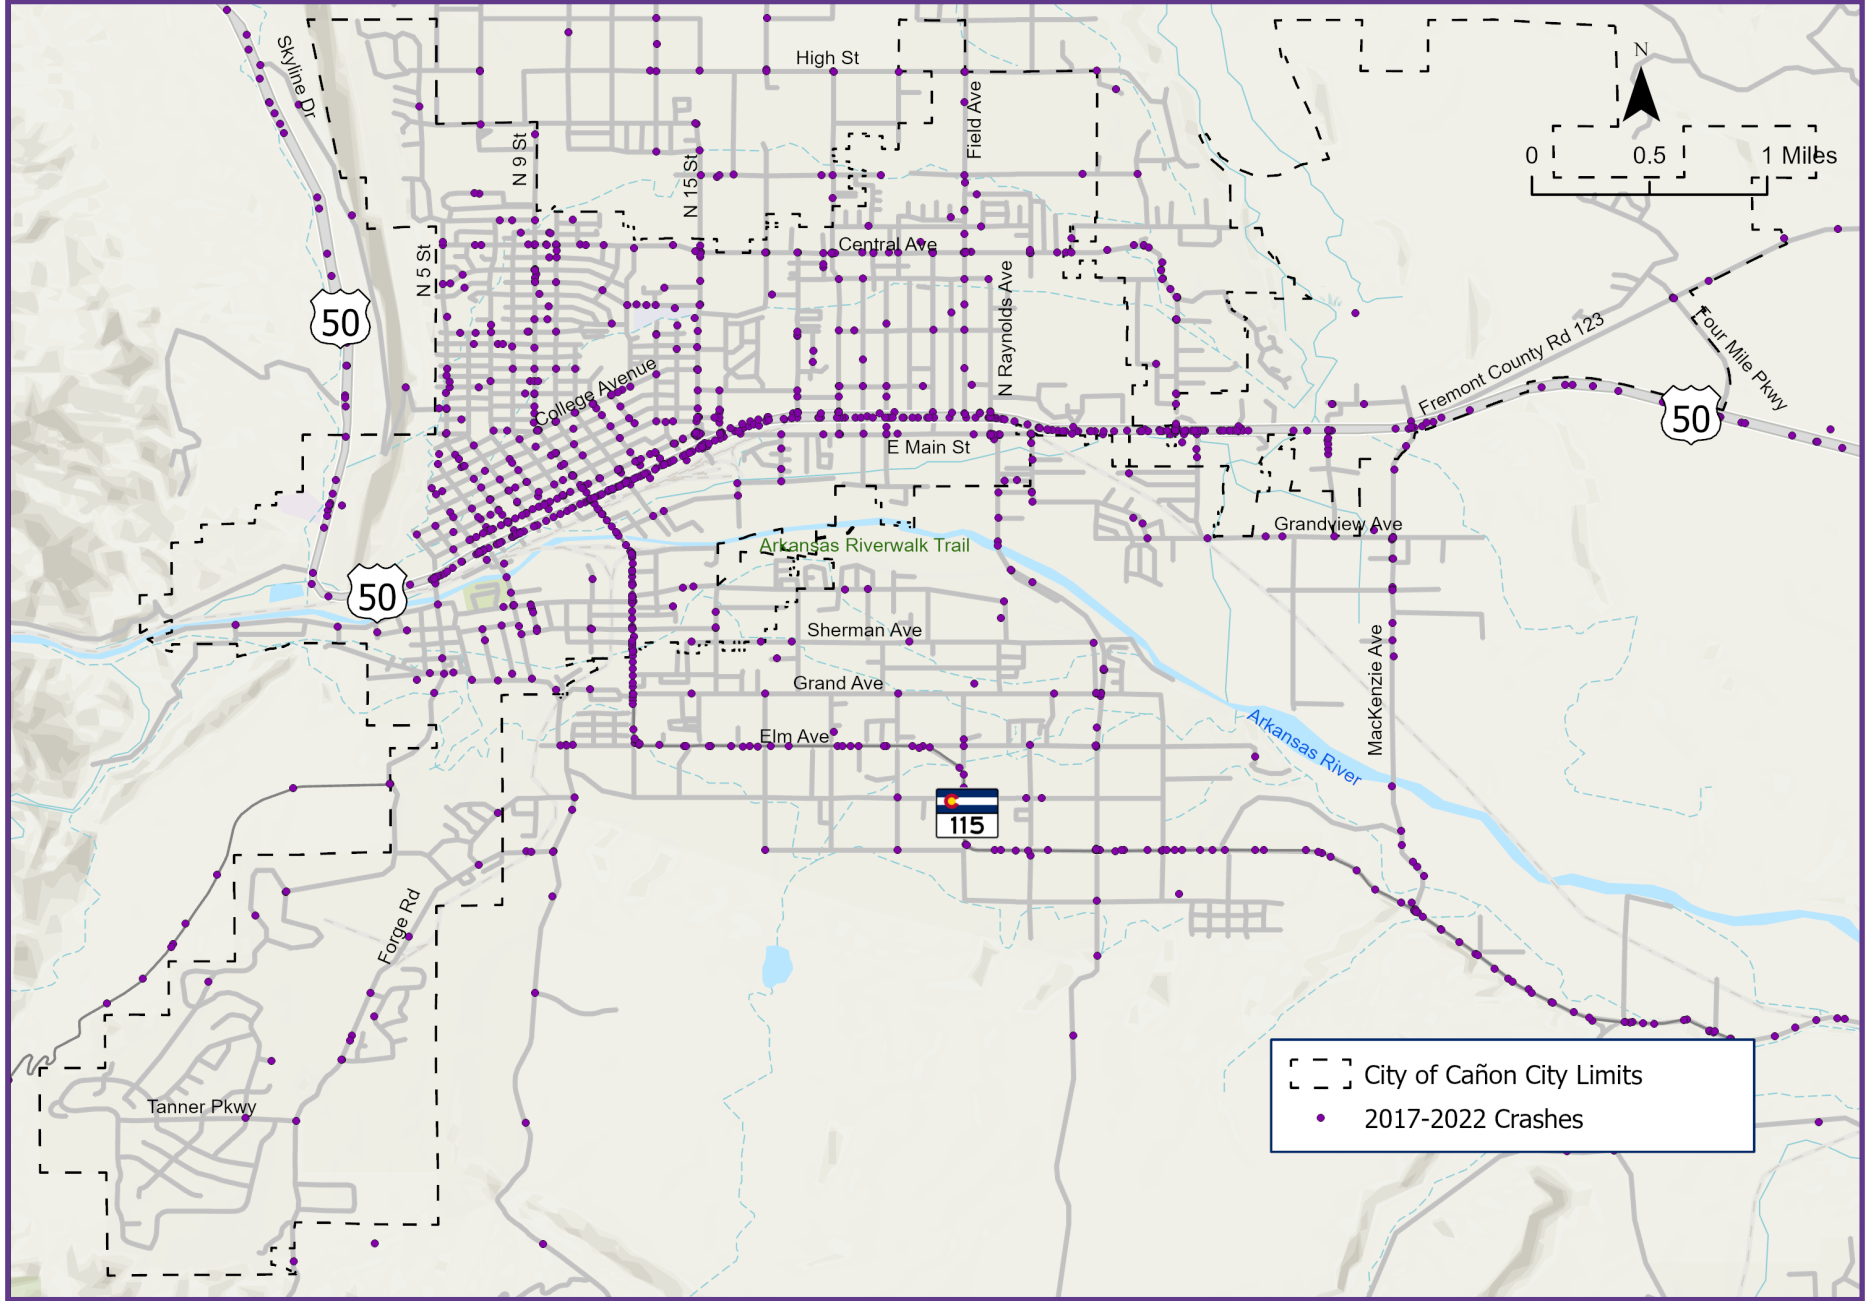 Skyline Dr
High St
N
0 0.5 1 Miles
Field Ave
N 9 St
N 15 St
N 5 St
Central Ave
N Raynolds Ave
50
Fremont County Rd 123
Four Mile Pkwy
College Avenue
50
E Main St
Grandview Ave
Arkansas Riverwalk Trail
50
Sherman Ave
MacKenzie Ave
Grand Ave
Elm Ave
Arkansas River
115
Forge Rd
Tanner Pkwy
City of Cañon City Limits
2017-2022 Crashes